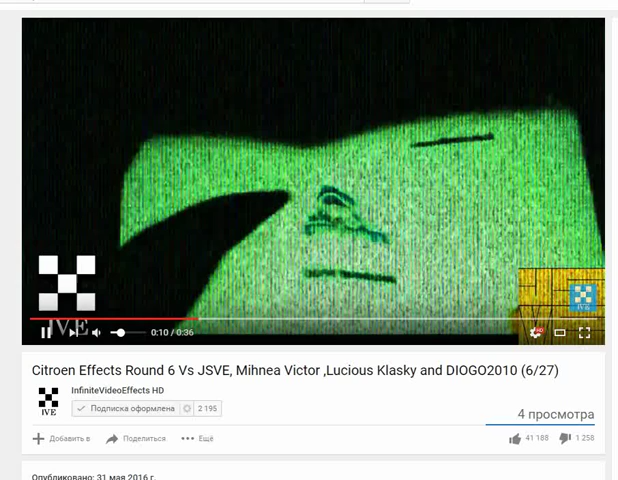 IVE
IVE
0:10 / 0:36
HD
Citroen Effects Round 6 Vs JSVE, Mihnea Victor ,Lucious Klasky and DIOGO2010 (6/27)
InfiniteVideoEffects HD
IVE
Подписка оформлена 2 195
4 просмотра
Добавить в Поделиться Ещё 41 188 1 258
Опубликовано: 31 мая 2016 г.